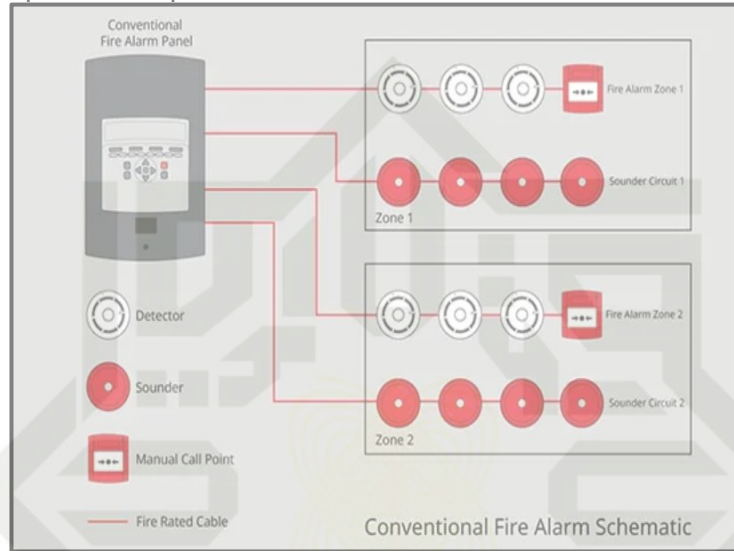 Conventional
Fire Alarm Panel
Fire Alarm Zone 1
Sounder Circuit 1
Zone 1
Detector
Fire Alarm Zone 2
Sounder
Sounder Circuit 2
Zone 2
Manual Call Point
Fire Rated Cable
Conventional Fire Alarm Schematic